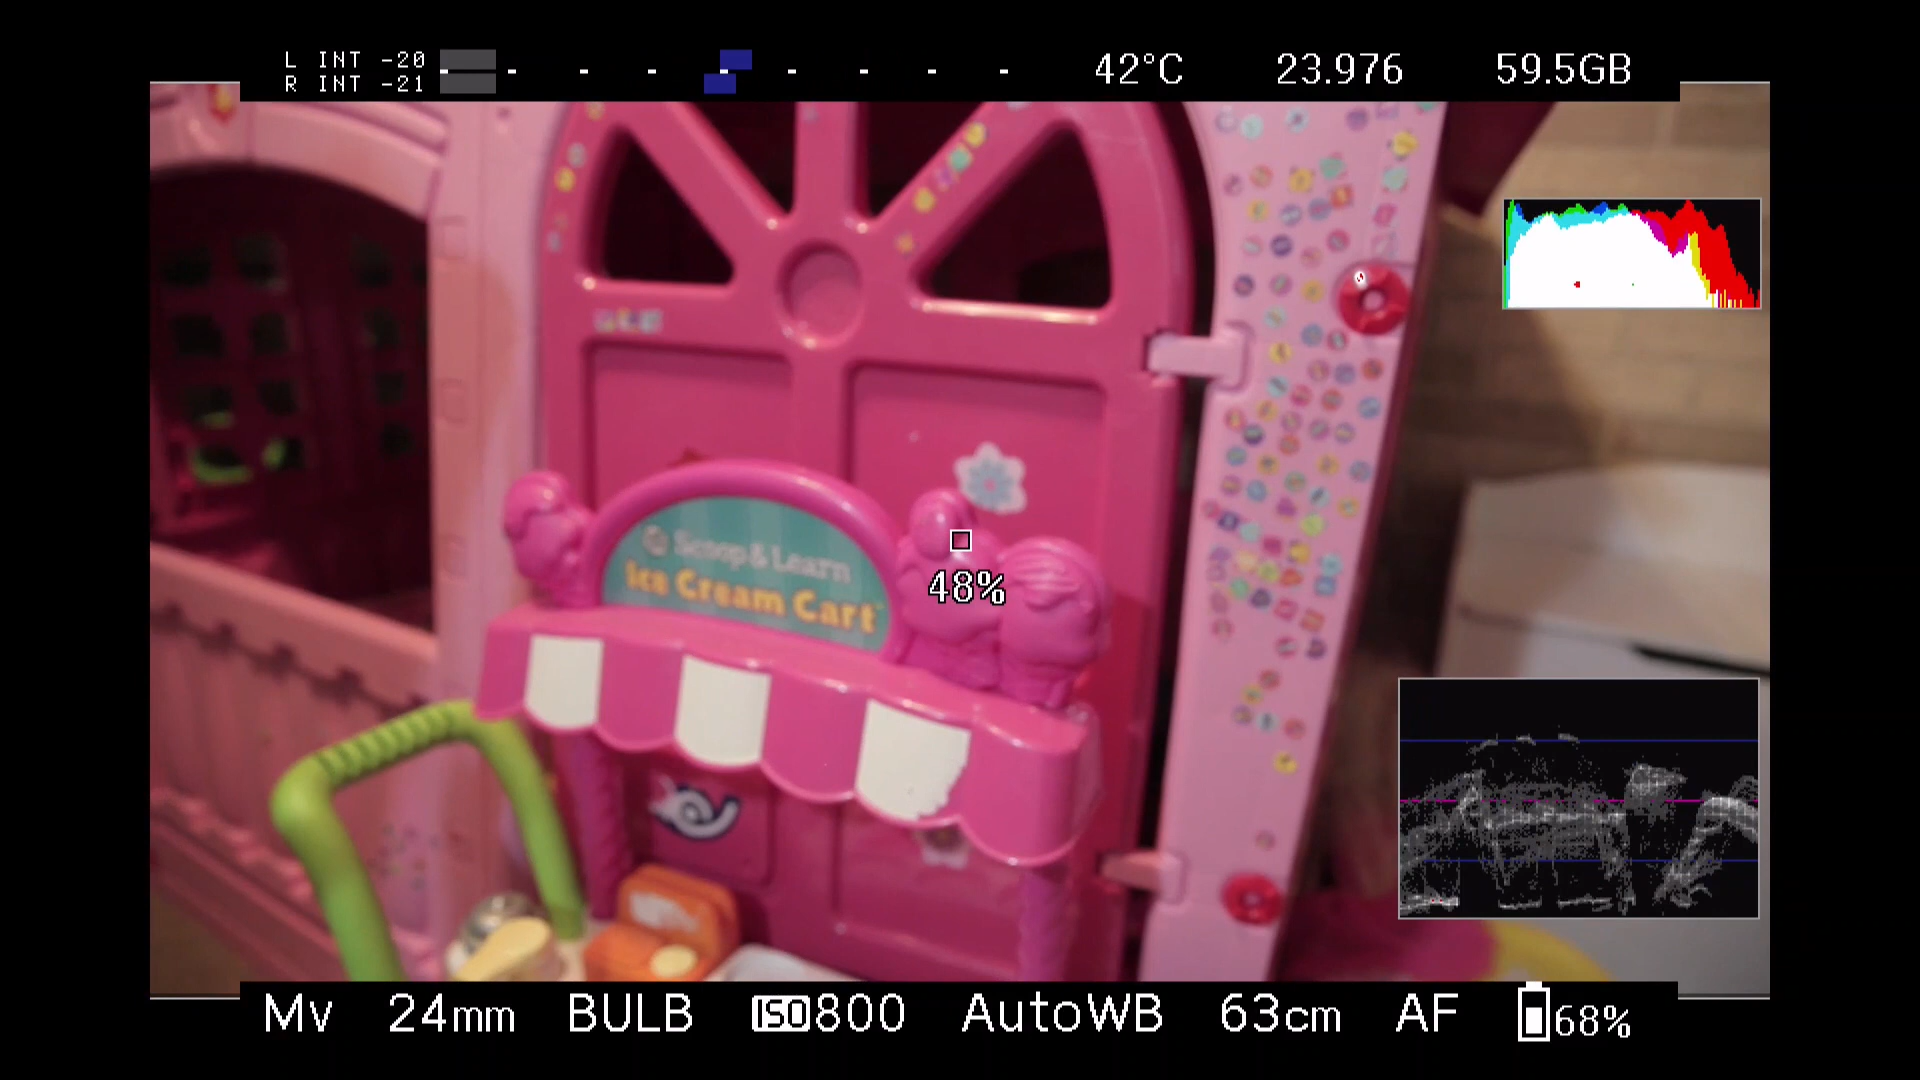 L INT -20
R INT -21
42°C 23.976 59.5GB
Scoop & Learn
Ice Cream Cart
48%
Mv 24mm BULB ISO800 AutoWB 63cm AF 68%